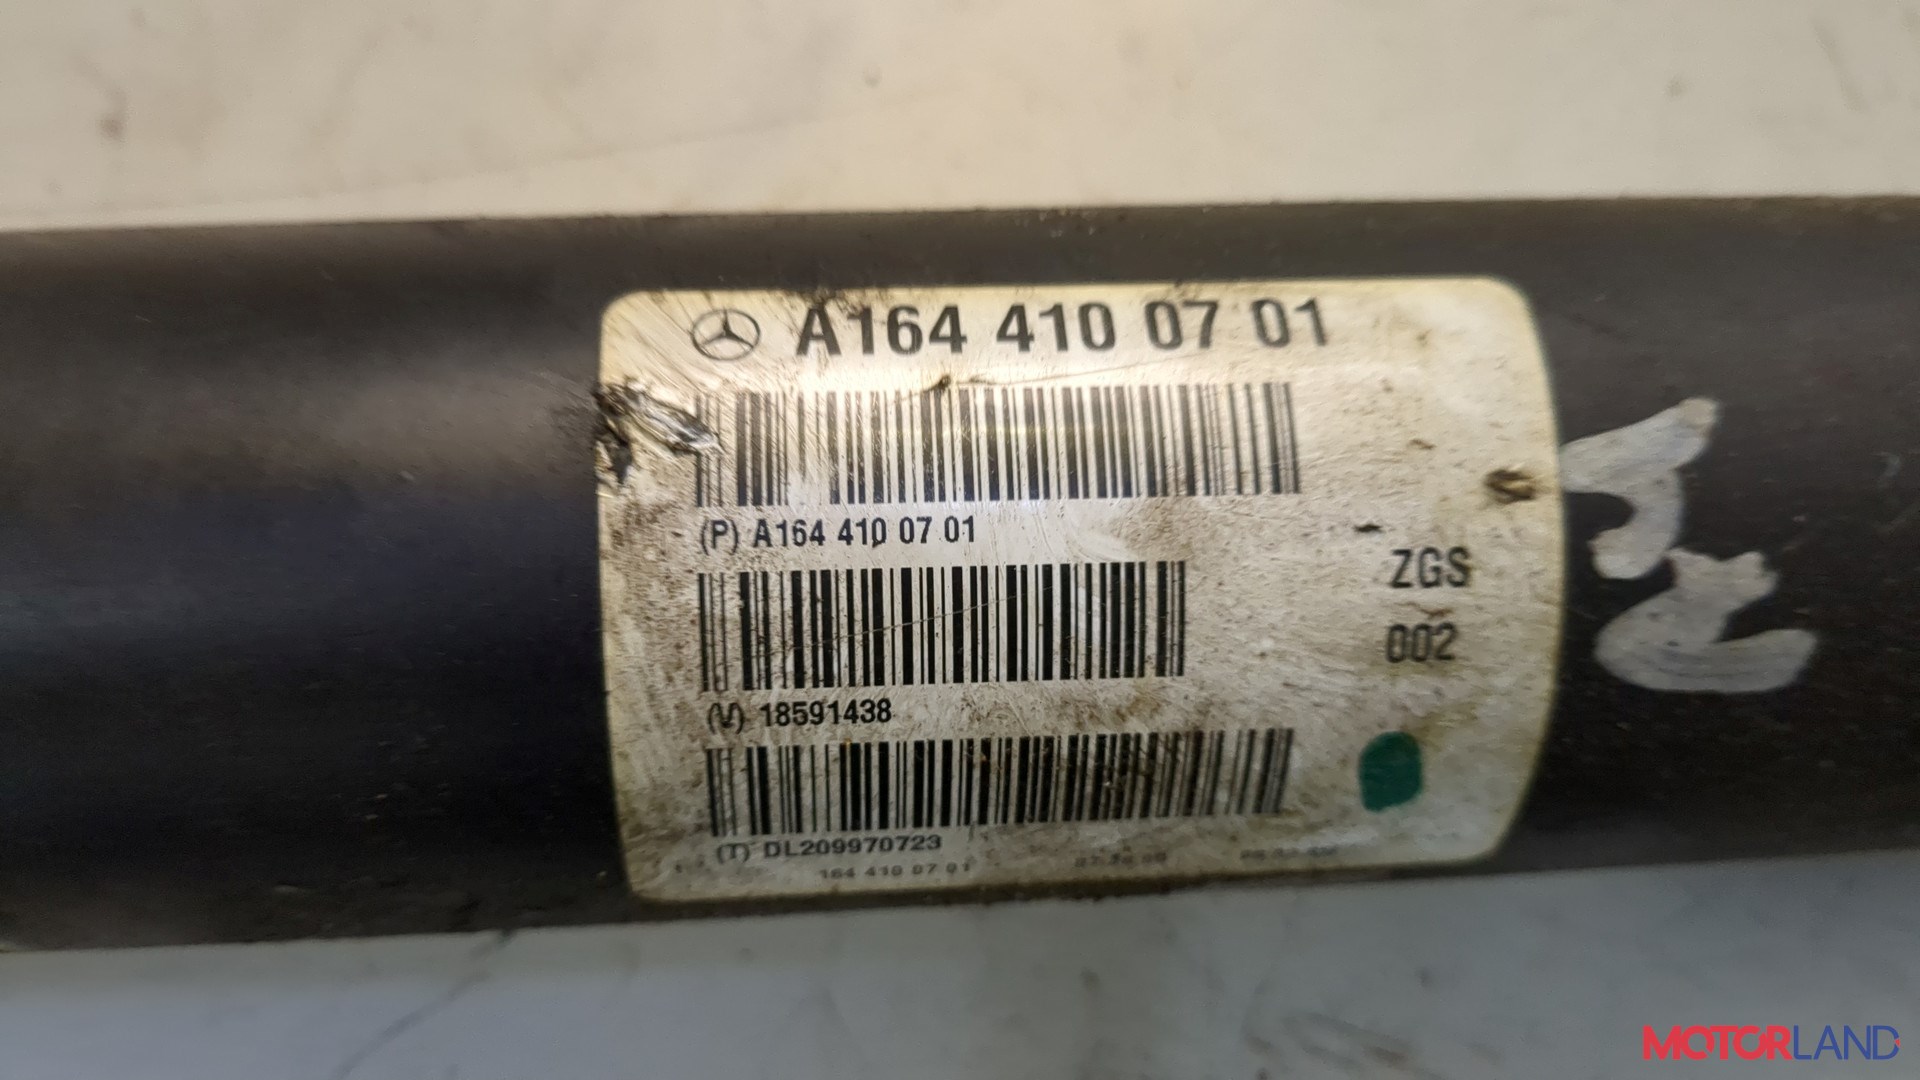 A164 410 07 01
(P) A164 410 07 01
ZGS
002
(V) 18591438
(T) DL209970723
164 410 07 01
MOTORLAND